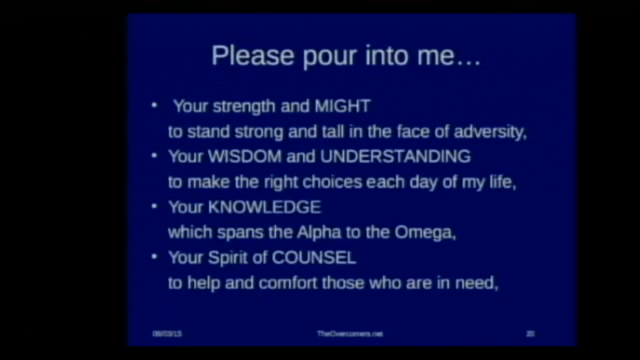 Please pour into me…
• Your strength and MIGHT
to stand strong and tall in the face of adversity,
• Your WISDOM and UNDERSTANDING
to make the right choices each day of my life,
• Your KNOWLEDGE
which spans the Alpha to the Omega,
• Your Spirit of COUNSEL
to help and comfort those who are in need,
TheOvercomers.net